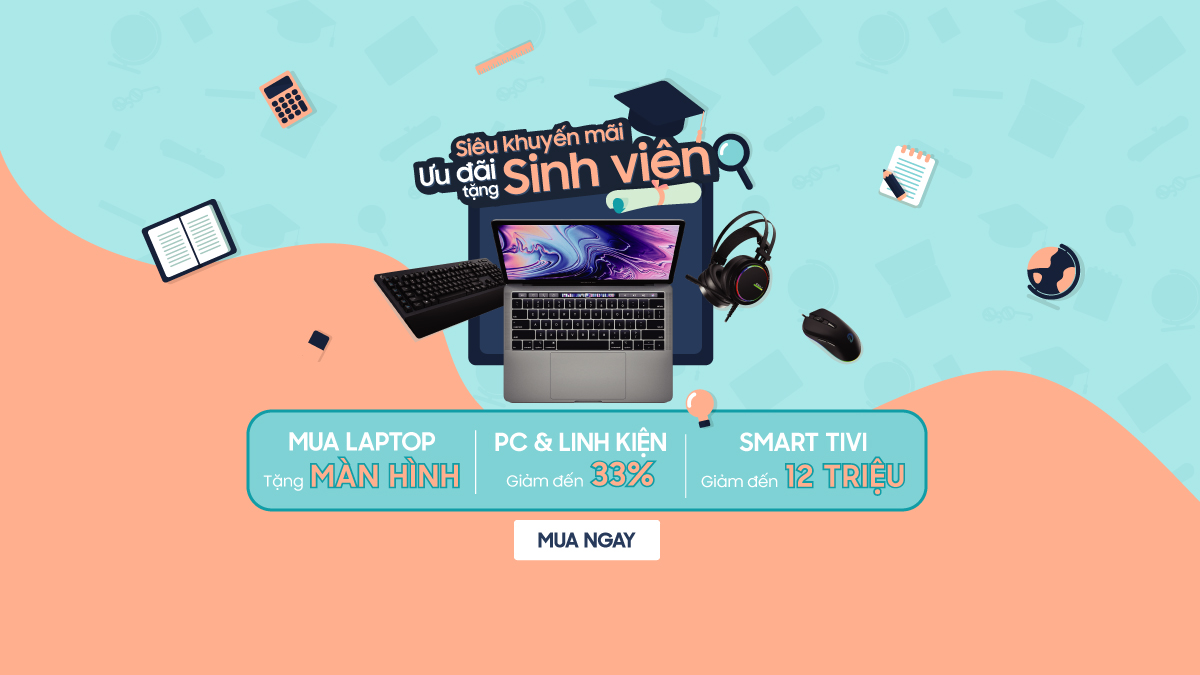 Siêu khuyến mãi
Ưu đãi tặng Sinh viên
MUA LAPTOP
Tặng MÀN HÌNH
PC & LINH KIỆN
Giảm đến 33%
SMART TIVI
Giảm đến 12 TRIỆU
MUA NGAY